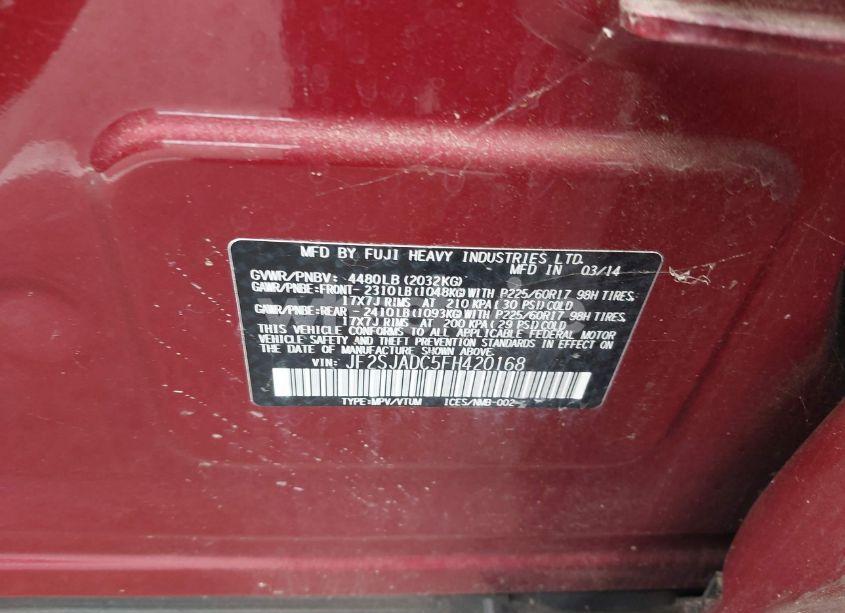 MFD BY FUJI HEAVY INDUSTRIES LTD.
MFD IN 03/14
GVWR/PNBV: 4480LB(2032KG)
GAWR/PNBE:FRONT-2310LB(1048KG)WITH P225/60R17 98H TIRES,
17X7J RIMS AT 210 KPA(30 PSI)COLD
GAWR/PNBE:REAR -2410LB(1093KG)WITH P225/60R17 98H TIRES,
17X7J RIMS AT 200 KPA(29 PSI)COLD
THIS VEHICLE CONFORMS TO ALL APPLICABLE FEDERAL MOTOR
VEHICLE SAFETY AND THEFT PREVENTION STANDARDS IN EFFECT ON
THE DATE OF MANUFACTURE SHOWN ABOVE.
VIN: JF2SJADC5FH420168
TYPE:MPV/VTUM ICES/NMB-002